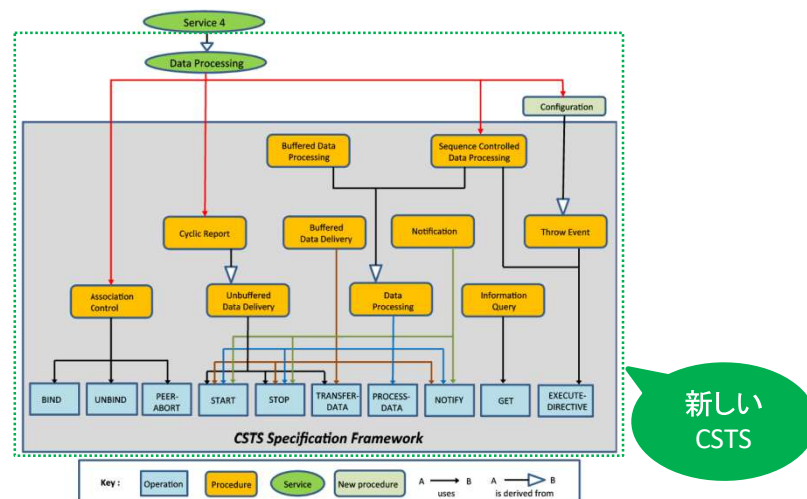 Service 4
Data Processing
Configuration
Buffered Data
Processing
Sequence Controlled
Data Processing
Cyclic Report
Buffered
Data Delivery
Notification
Throw Event
Association
Control
Unbuffered
Data Delivery
Data
Processing
Information
Query
BIND
UNBIND
PEER-
ABORT
START
STOP
TRANSFER-
DATA
PROCESS-
DATA
NOTIFY
GET
EXECUTE-
DIRECTIVE
CSTS Specification Framework
新しい
CSTS
Key :
Operation
Procedure
Service
New procedure
A
B
uses
A
B
is derived from